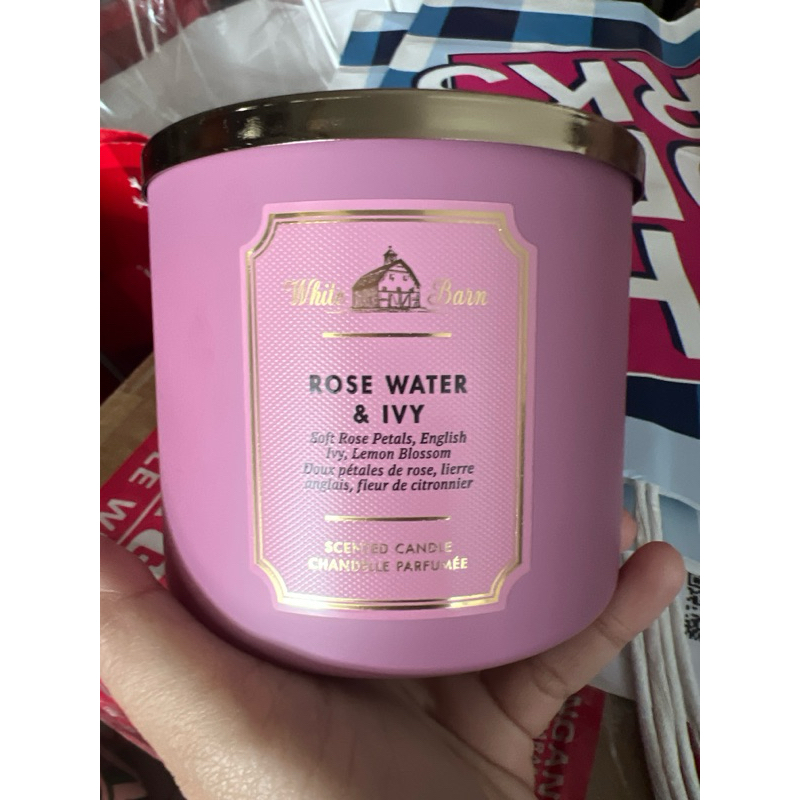 White Barn
ROSE WATER
& IVY
Soft Rose Petals, English
Ivy, Lemon Blossom
Doux pétales de rose, lierre
anglais, fleur de citronnier
SCENTED CANDLE
CHANDELLE PARFUMÉE